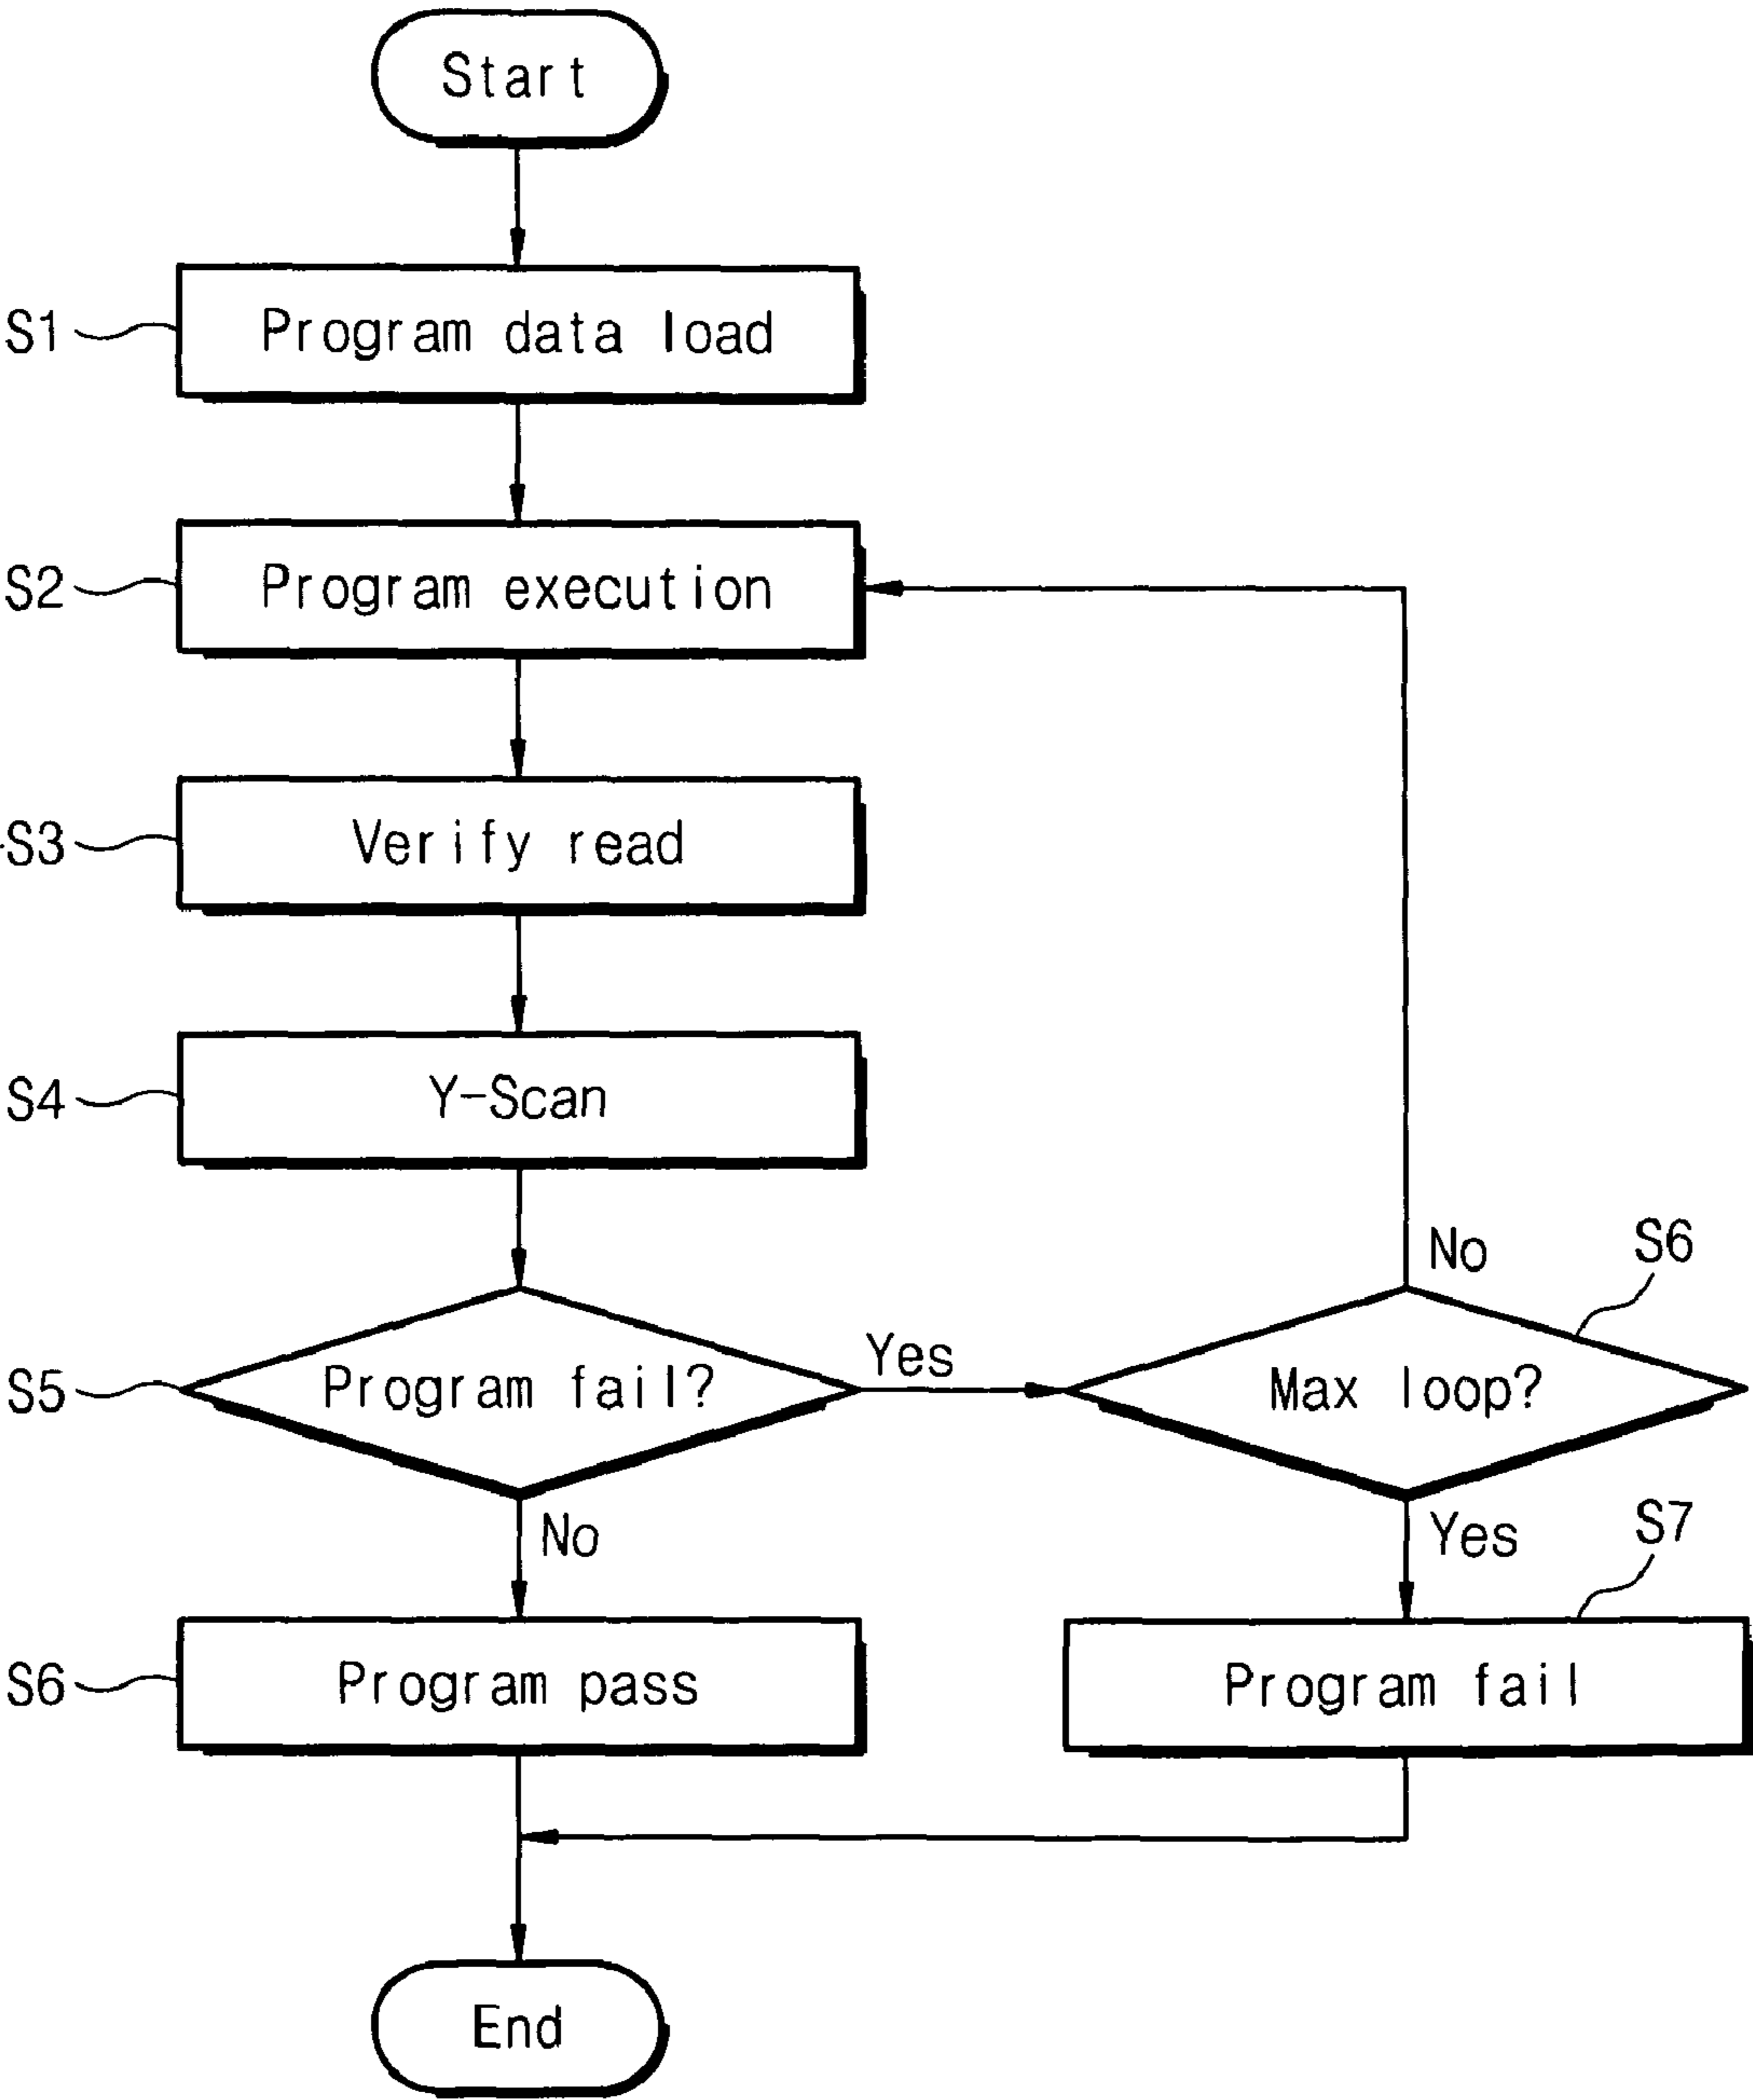 Start
S1 Program data load
S2 Program execution
S3 Verify read
S4 Y-Scan
No S6
S5 Program fail? Yes Max loop?
No Yes S7
S6 Program pass Program fail
End